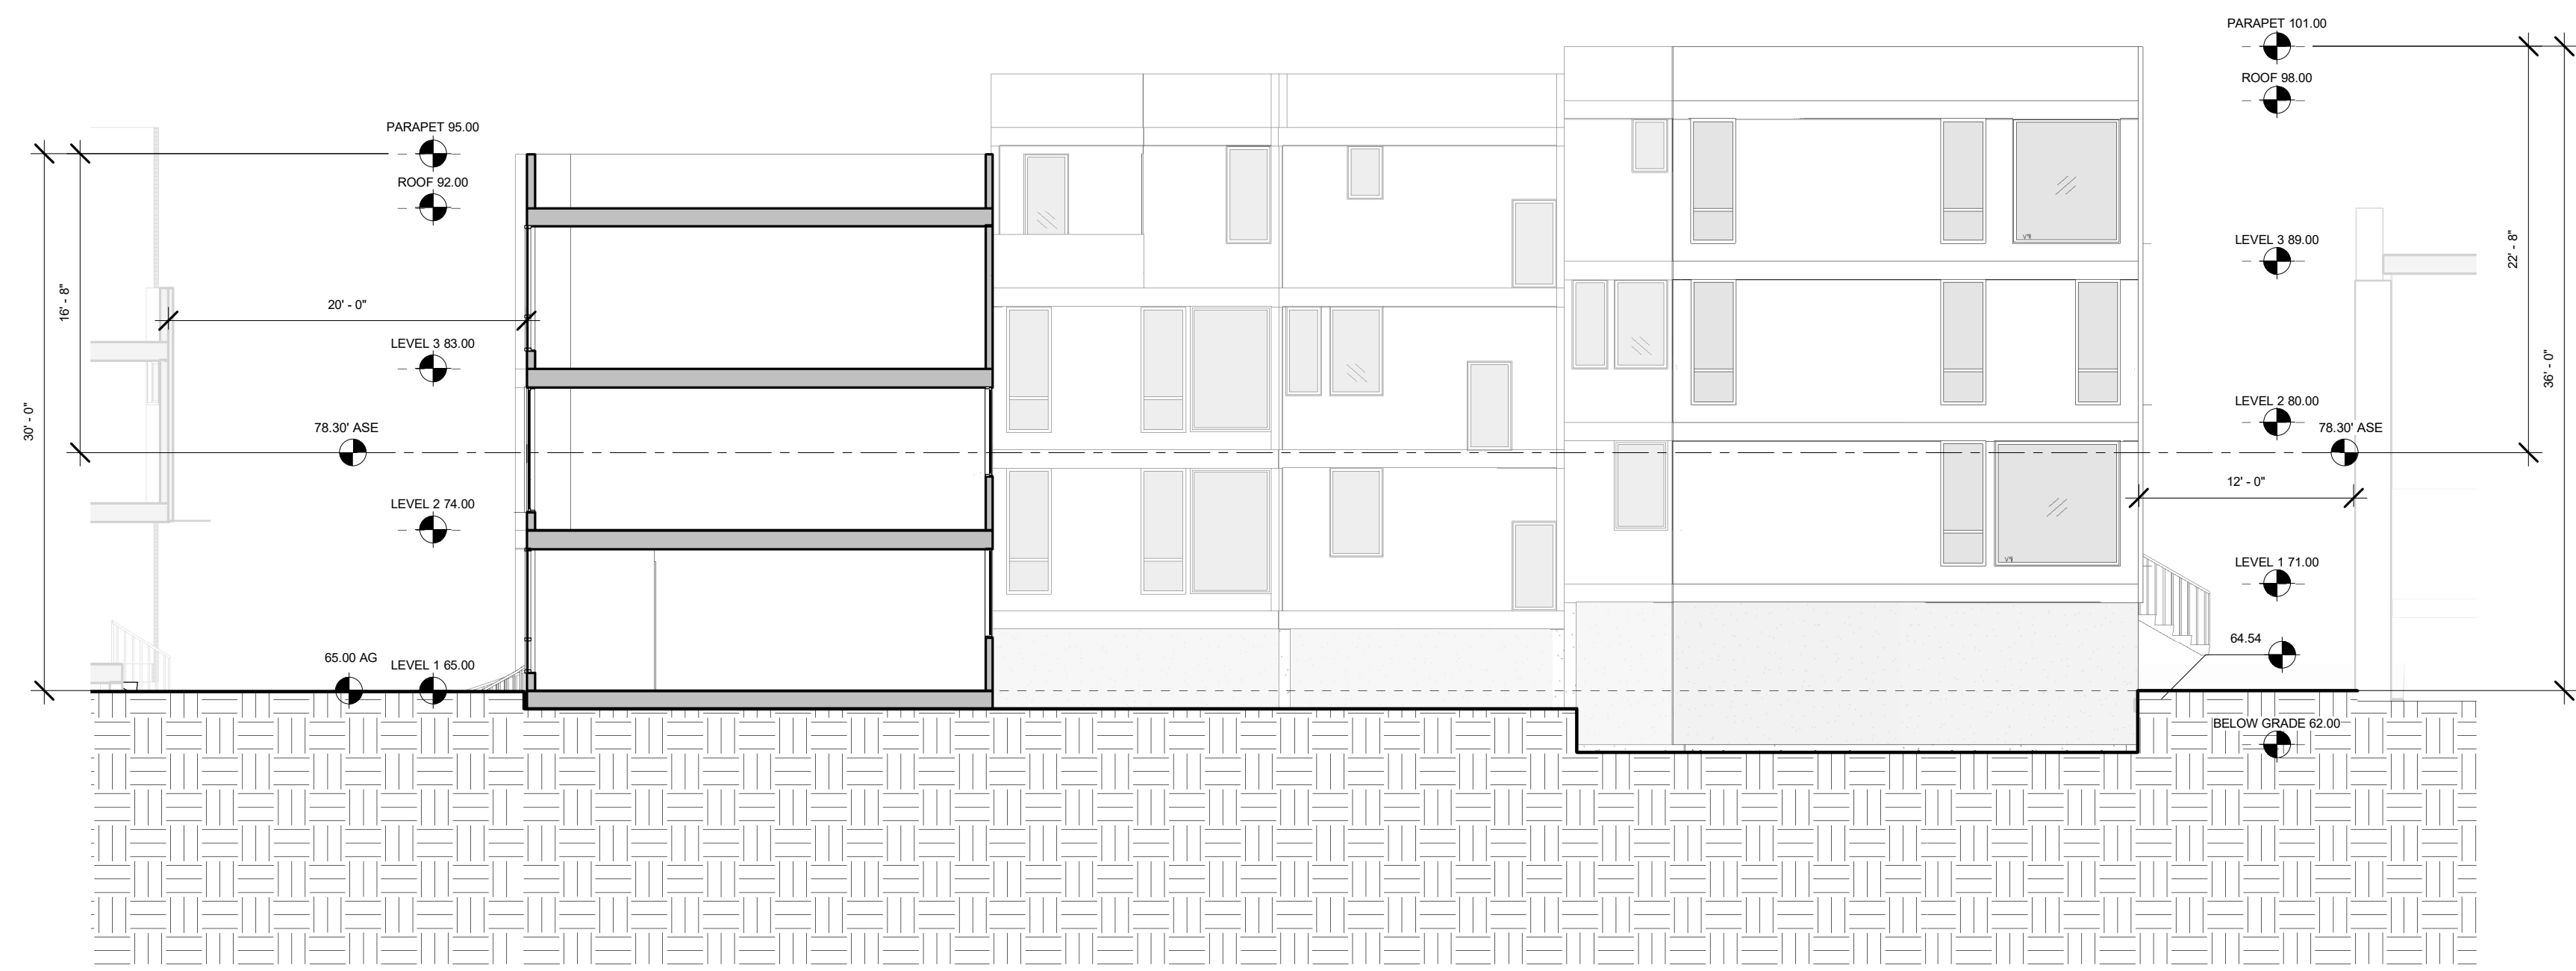 PARAPET 101.00
ROOF 98.00
PARAPET 95.00
ROOF 92.00
LEVEL 3 89.00
22' - 8"
16' - 8"
20' - 0"
LEVEL 3 83.00
36' - 0"
30' - 0"
LEVEL 2 80.00
78.30' ASE
78.30' ASE
12' - 0"
LEVEL 2 74.00
LEVEL 1 71.00
64.54
65.00 AG
LEVEL 1 65.00
BELOW GRADE 62.00